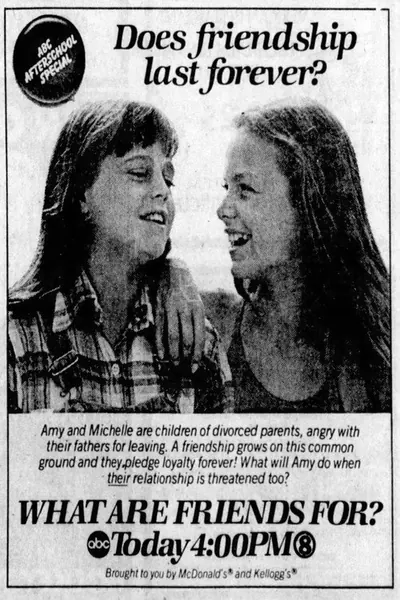 ABC
AFTERSCHOOL
SPECIAL
Does friendship
last forever?
Amy and Michelle are children of divorced parents, angry with
their fathers for leaving. A friendship grows on this common
ground and they pledge loyalty forever! What will Amy do when
their relationship is threatened too?
WHAT ARE FRIENDS FOR?
abc Today 4:00PM 8
Brought to you by McDonald's® and Kellogg's®